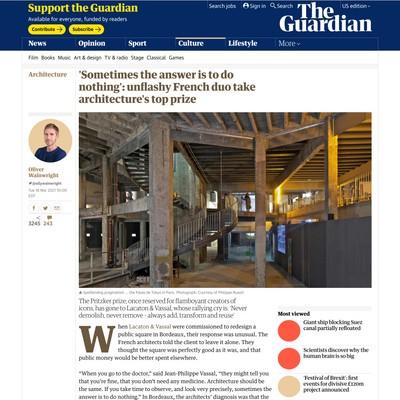 Support the Guardian
Available for everyone, funded by readers
Contribute → Subscribe →
Search jobs Sign in Search US edition
The Guardian
News Opinion Sport Culture Lifestyle More
Film Books Music Art & design TV & radio Stage Classical Games
Architecture
'Sometimes the answer is to do
nothing': unflashy French duo take
architecture's top prize
Oliver
Wainwright
@ollywainwright
Tue 16 Mar 2021 10.00
EDT
3245 243
Spellbinding pragmatism … the Palais de Tokyo in Paris. Photograph: Courtesy of Philippe Ruault
The Pritzker prize, once reserved for flamboyant creators of
icons, has gone to Lacaton & Vassal, whose rallying cry is: 'Never
demolish, never remove - always add, transform and reuse'
When Lacaton & Vassal were commissioned to redesign a
public square in Bordeaux, their response was unusual. The
French architects told the client to leave it alone. They
thought the square was perfectly good as it was, and that
public money would be better spent elsewhere.
"When you go to the doctor," said Jean-Philippe Vassal, "they might tell you
that you're fine, that you don't need any medicine. Architecture should be the
same. If you take time to observe, and look very precisely, sometimes the
answer is to do nothing." In Bordeaux, the architects' diagnosis was that the
Most viewed
Giant ship blocking Suez
canal partially refloated
Scientists discover why the
human brain is so big
'Festival of Brexit': first
events for divisive £120m
project announced